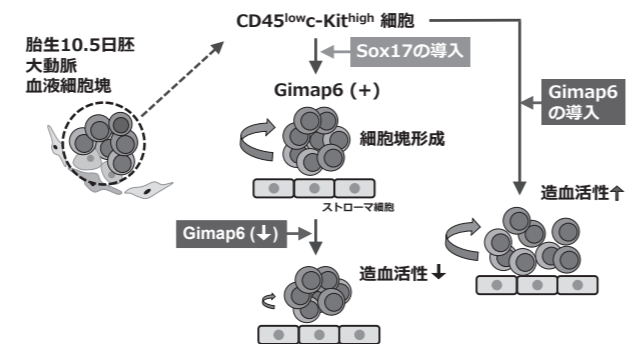 CD45lowc-Kithigh 細胞
胎生10.5日胚
大動脈
血液細胞塊
Sox17の導入
Gimap6 (+)
Gimap6
の導入
細胞塊形成
造血活性↑
ストローマ細胞
Gimap6 (↓)
造血活性↓